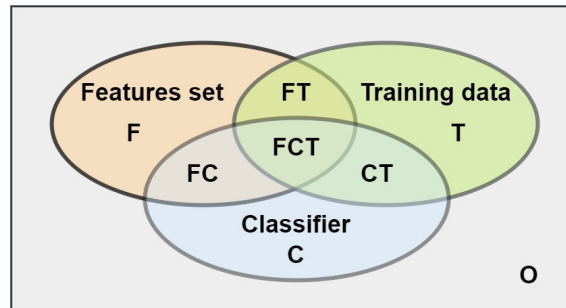 Features set
F
FT
Training data
T
FCT
FC
CT
Classifier
C
O